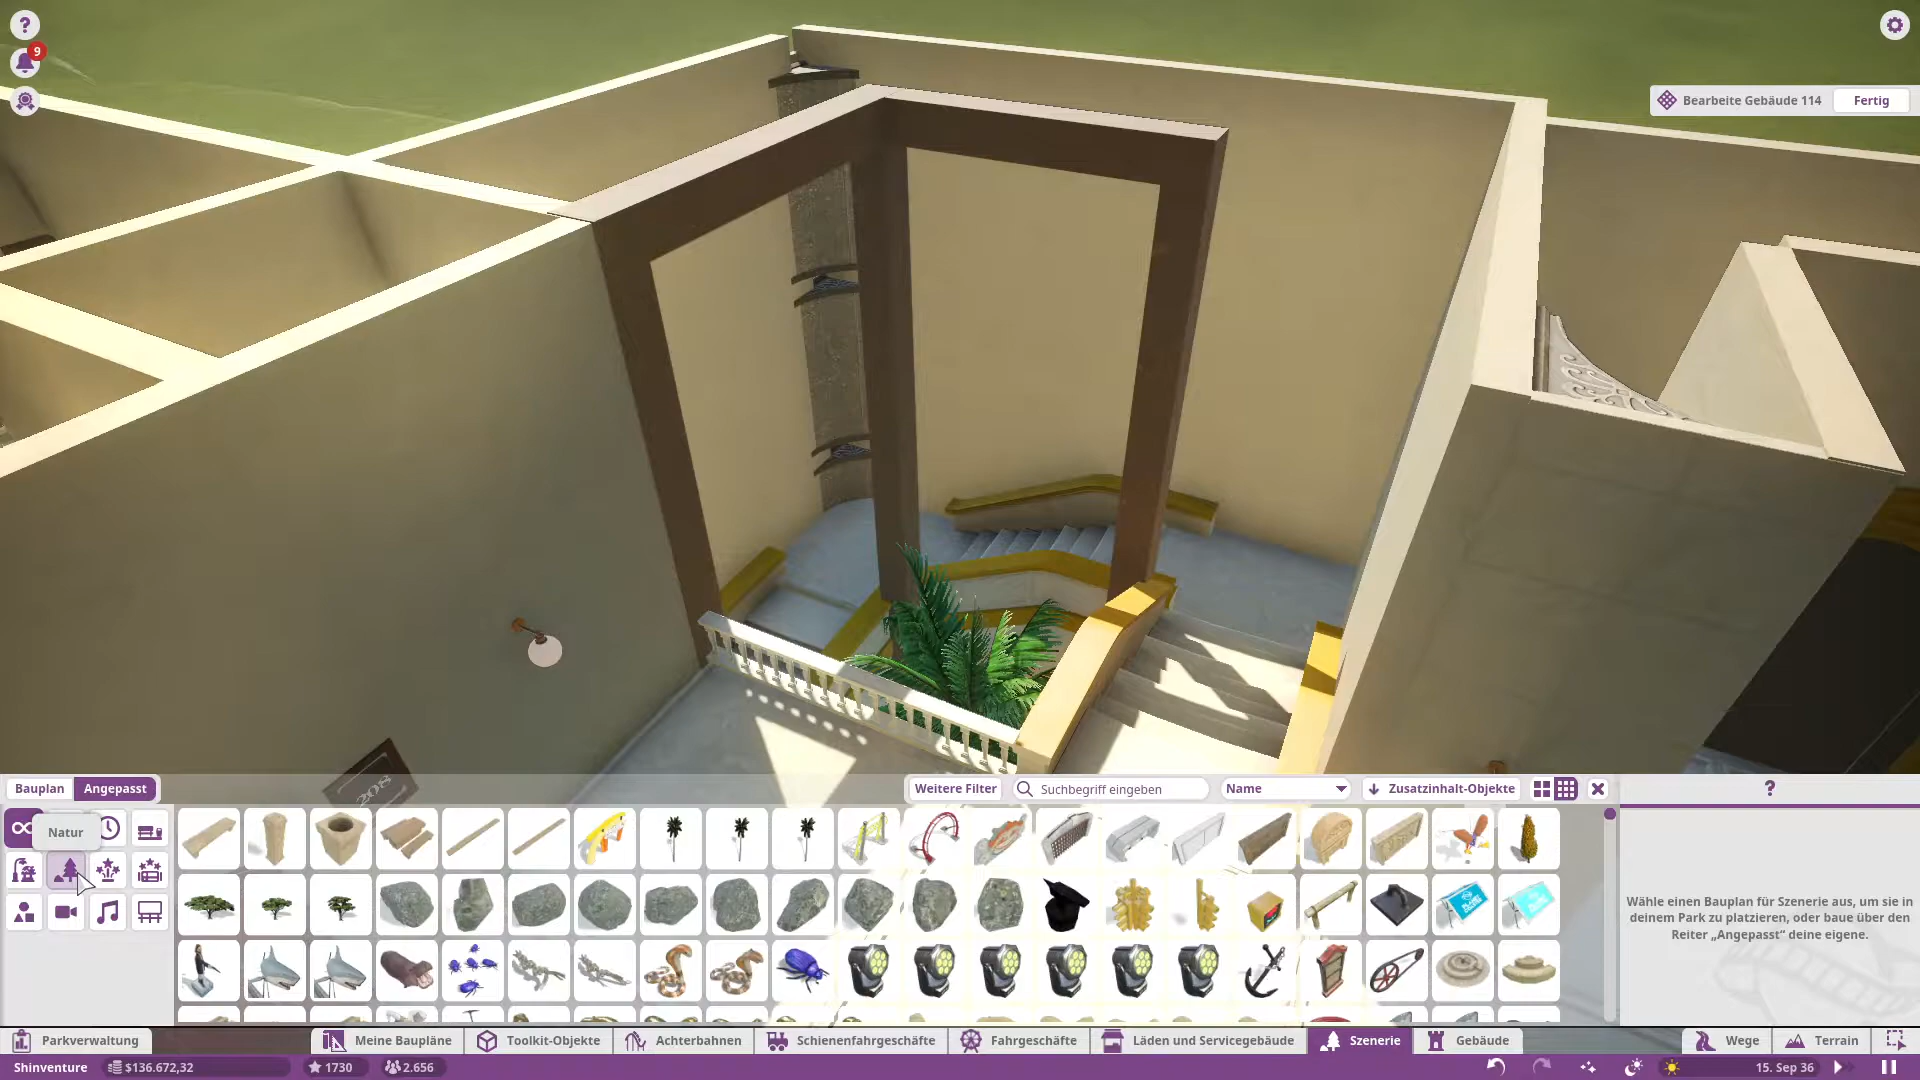 ?
9
Bearbeite Gebäude 114
Fertig
208
Bauplan
Angepasst
Weitere Filter
Suchbegriff eingeben
Name
Zusatzinhalt-Objekte
?
Natur
Wähle einen Bauplan für Szenerie aus, um sie in
deinem Park zu platzieren, oder baue über den
Reiter „Angepasst“ deine eigene.
Parkverwaltung
Meine Baupläne
Toolkit-Objekte
Achterbahnen
Schienenfahrgeschäfte
Fahrgeschäfte
Läden und Servicegebäude
Szenerie
Gebäude
Wege
Terrain
Shinventure
$136.672,32
1730
2.656
15. Sep 36